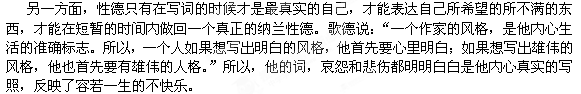 另一方面，性德只有在写词的时候才是最真实的自己，才能表达自己所希望的所不满的东
西，才能在短暂的时间内做回一个真正的纳兰性德。歌德说：“一个作家的风格，是他内心生
活的准确标志。所以，一个人如果想写出明白的风格，他首先要心里明白；如果想写出雄伟的
风格，他也首先要有雄伟的人格。”所以，他的词，哀怨和悲伤都明明白白是他内心真实的写
照，反映了容若一生的不快乐。